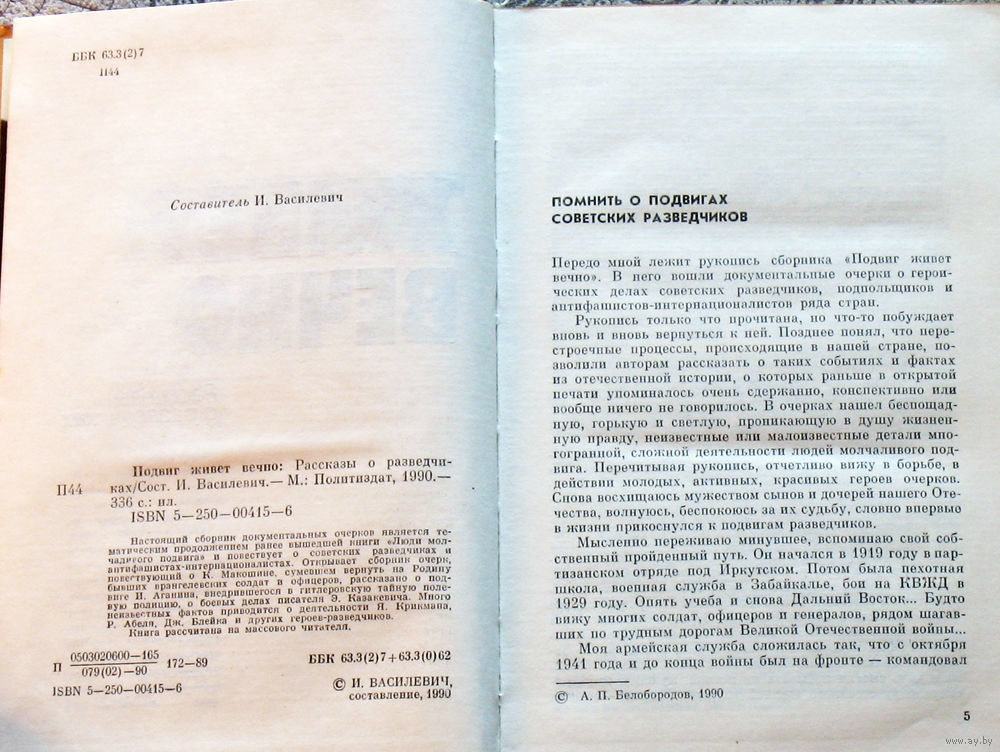 ББК 63.3(2)7
П44
Составитель И. Василевич
Подвиг живет вечно: Рассказы о разведчи-
П44 ках/Сост. И. Василевич.— М.: Политиздат, 1990.—
336 с.: ил.
ISBN 5—250—00415—6
Настоящий сборник документальных очерков является те-
матическим продолжением ранее вышедшей книги «Люди мол-
чаливого подвига» и повествует о советских разведчиках и
антифашистах-интернационалистах. Открывает сборник очерк,
повествующий о К. Макошине, сумевшем вернуть на Родину
бывших врангелевских солдат и офицеров, рассказано о под-
виге И. Аганина, внедрившегося в гитлеровскую тайную поле-
вую полицию, о боевых делах писателя Э. Казакевича. Много
неизвестных фактов приводится о деятельности Я. Крикмана,
Р. Абеля, Дж. Блейка и других героев-разведчиков.
Книга рассчитана на массового читателя.
П 0503020600—165
079(02)—90 172—89
ББК 63.3(2)7+63.3(0)62
ISBN 5—250—00415—6
© И. ВАСИЛЕВИЧ,
составление, 1990
ПОМНИТЬ О ПОДВИГАХ
СОВЕТСКИХ РАЗВЕДЧИКОВ
Передо мной лежит рукопись сборника «Подвиг живет
вечно». В него вошли документальные очерки о герои-
ческих делах советских разведчиков, подпольщиков и
антифашистов-интернационалистов ряда стран.
Рукопись только что прочитана, но что-то побуждает
вновь и вновь вернуться к ней. Позднее понял, что пере-
строечные процессы, происходящие в нашей стране, поз-
волили авторам рассказать о таких событиях и фактах
из отечественной истории, о которых раньше в открытой
печати упоминалось очень сдержанно, конспективно или
вообще ничего не говорилось. В очерках нашел беспощад-
ную, горькую и светлую, проникающую в душу жизнен-
ную правду, неизвестные или малоизвестные детали мно-
гогранной, сложной деятельности людей молчаливого под-
вига. Перечитывая рукопись, отчетливо вижу в борьбе, в
действии молодых, активных, красивых героев очерков.
Снова восхищаюсь мужеством сынов и дочерей нашего Оте-
чества, волнуюсь, беспокоюсь за их судьбу, словно впервые
в жизни прикоснулся к подвигам разведчиков.
Мысленно переживаю минувшее, вспоминаю свой соб-
ственный пройденный путь. Он начался в 1919 году в пар-
тизанском отряде под Иркутском. Потом была пехотная
школа, военная служба в Забайкалье, бои на КВЖД в
1929 году. Опять учеба и снова Дальний Восток... Будто
вижу многих солдат, офицеров и генералов, рядом шагав-
ших по трудным дорогам Великой Отечественной войны...
Моя армейская служба сложилась так, что с октября
1941 года и до конца войны был на фронте — командовал
© А. П. Белобородов, 1990
5
www.ay.by